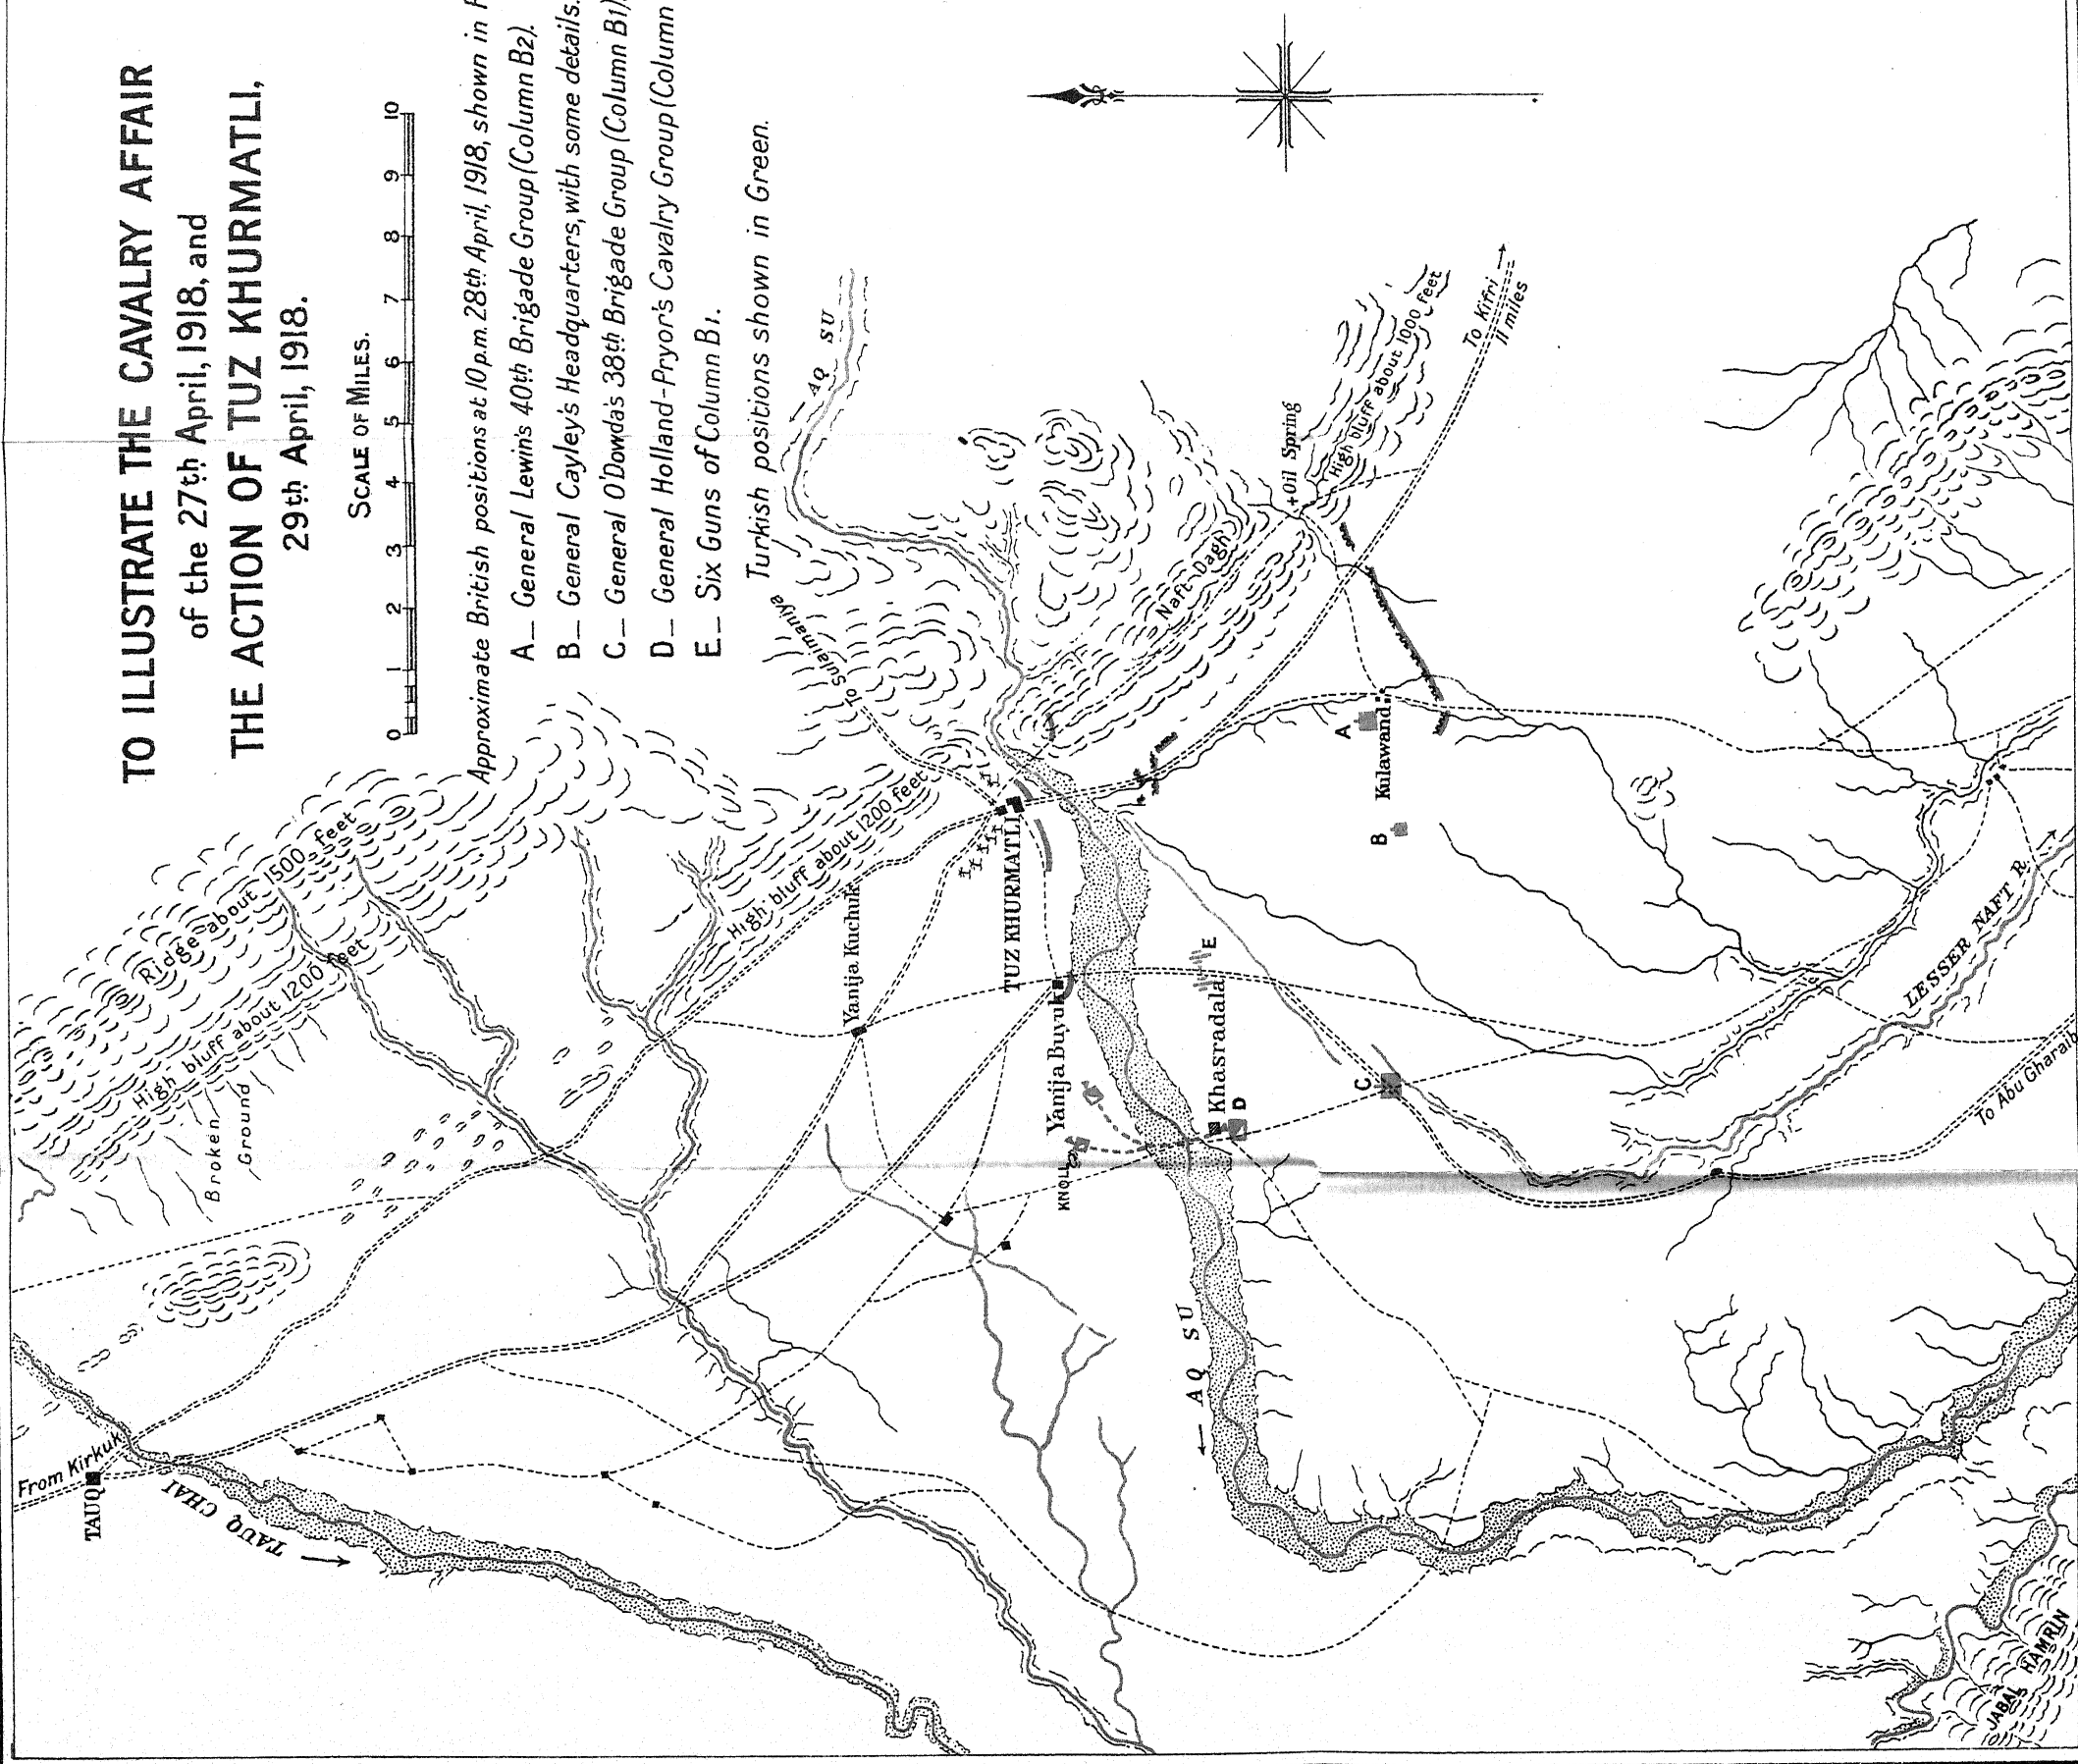 TO ILLUSTRATE THE CAVALRY AFFAIR
of the 27th April, 1918, and
THE ACTION OF TUZ KHURMATLI,
29th April, 1918.
SCALE OF MILES.
0 1 2 3 4 5 6 7 8 9 10
Approximate British positions at 10 p.m. 28th April, 1918, shown in
A_ General Lewin's 40th Brigade Group (Column B2).
B_ General Cayley's Headquarters, with some details.
C_ General O'Dowda's 38th Brigade Group (Column B1).
D_ General Holland-Pryor's Cavalry Group (Column
E_ Six Guns of Column B1.
Turkish positions shown in Green.
From Kirkuk
TAUQ
TAUQ CHAI
Broken
Ground
High bluff about 1200 feet
Ridge about 1500 feet
High bluff about 1200 feet
To Sulaimaniya
AQ SU
Yanija Kuchuk
TUZ KHURMATLI
Yanija Buyuk
KNOLL
Naft Dagh
Oil Spring
High bluff about 1000 feet
To Kifri
11 miles
AQ SU
Khasradala
D
E
C
A
Kulawand
B
LESSER NAFT R.
To Abu Gharaib
JABAL HAMRIN